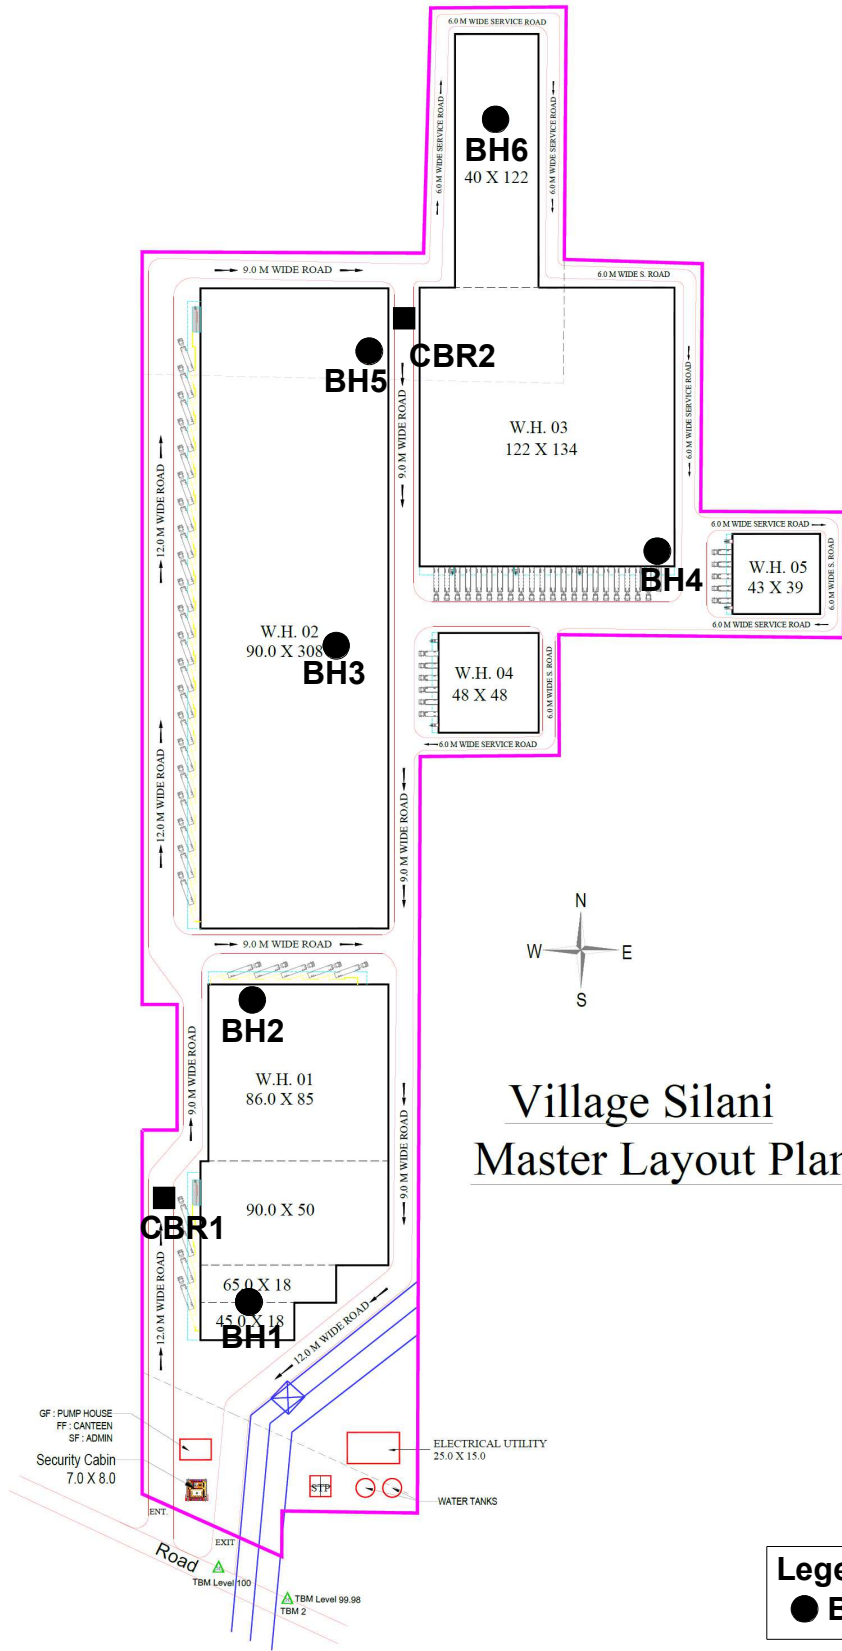 6.0 M WIDE SERVICE ROAD
6.0 M WIDE SERVICE ROAD
6.0 M WIDE SERVICE ROAD
BH6
40 X 122
9.0 M WIDE ROAD
6.0 M WIDE S. ROAD
CBR2
BH5
9.0 M WIDE ROAD
6.0 M WIDE SERVICE ROAD
W.H. 03
122 X 134
12.0 M WIDE ROAD
6.0 M WIDE SERVICE ROAD
BH4
W.H. 05
43 X 39
6.0 M WIDE S. ROAD
6.0 M WIDE SERVICE ROAD
W.H. 02
90.0 X 308
BH3
W.H. 04
48 X 48
6.0 M WIDE S. ROAD
6.0 M WIDE SERVICE ROAD
12.0 M WIDE ROAD
9.0 M WIDE ROAD
9.0 M WIDE ROAD
N
W
E
S
BH2
9.0 M WIDE ROAD
W.H. 01
86.0 X 85
Village Silani
Master Layout Plan
9.0 M WIDE ROAD
CBR1
90.0 X 50
12.0 M WIDE ROAD
65.0 X 18
45.0 X 18
BH1
12.0 M WIDE ROAD
GF : PUMP HOUSE
FF : CANTEEN
SF : ADMIN
Security Cabin
7.0 X 8.0
ELECTRICAL UTILITY
25.0 X 15.0
STP
WATER TANKS
ENT.
EXIT
Road
TBM Level 100
TBM Level 99.98
TBM 2
Lege
B